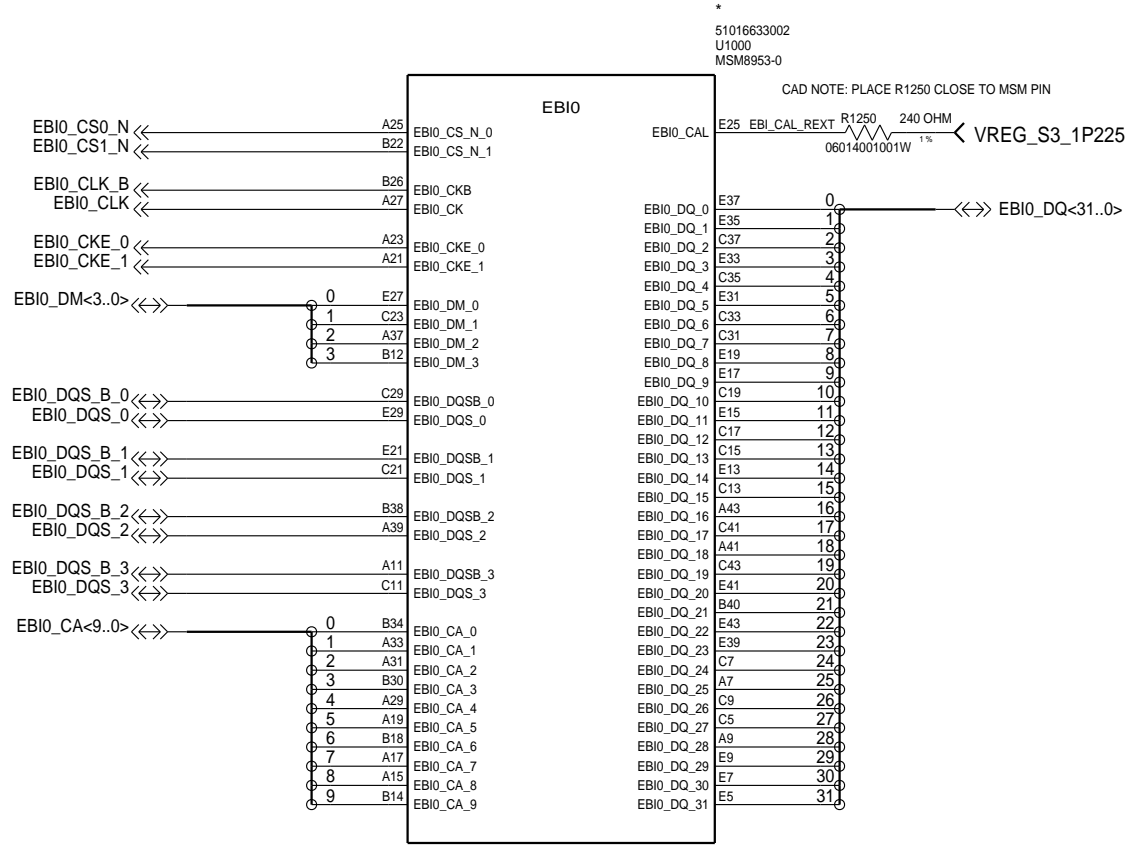 *
51016633002
U1000
MSM8953-0
CAD NOTE: PLACE R1250 CLOSE TO MSM PIN
EBI0
EBI0_CS0_N A25 EBI0_CS_N_0
EBI0_CS1_N B22 EBI0_CS_N_1
EBI0_CLK_B B26 EBI0_CKB
EBI0_CLK A27 EBI0_CK
EBI0_CKE_0 A23 EBI0_CKE_0
EBI0_CKE_1 A21 EBI0_CKE_1
EBI0_DM<3..0>
0 E27 EBI0_DM_0
1 C23 EBI0_DM_1
2 A37 EBI0_DM_2
3 B12 EBI0_DM_3
EBI0_DQS_B_0 C29 EBI0_DQSB_0
EBI0_DQS_0 E29 EBI0_DQS_0
EBI0_DQS_B_1 E21 EBI0_DQSB_1
EBI0_DQS_1 C21 EBI0_DQS_1
EBI0_DQS_B_2 B38 EBI0_DQSB_2
EBI0_DQS_2 A39 EBI0_DQS_2
EBI0_DQS_B_3 A11 EBI0_DQSB_3
EBI0_DQS_3 C11 EBI0_DQS_3
EBI0_CA<9..0>
0 B34 EBI0_CA_0
1 A33 EBI0_CA_1
2 A31 EBI0_CA_2
3 B30 EBI0_CA_3
4 A29 EBI0_CA_4
5 A19 EBI0_CA_5
6 B18 EBI0_CA_6
7 A17 EBI0_CA_7
8 A15 EBI0_CA_8
9 B14 EBI0_CA_9
EBI0_CAL E25 EBI_CAL_REXT R1250 240 OHM VREG_S3_1P225
06014001001W 1%
EBI0_DQ_0 E37 0 EBI0_DQ<31..0>
EBI0_DQ_1 E35 1
EBI0_DQ_2 C37 2
EBI0_DQ_3 E33 3
EBI0_DQ_4 C35 4
EBI0_DQ_5 E31 5
EBI0_DQ_6 C33 6
EBI0_DQ_7 C31 7
EBI0_DQ_8 E19 8
EBI0_DQ_9 E17 9
EBI0_DQ_10 C19 10
EBI0_DQ_11 E15 11
EBI0_DQ_12 C17 12
EBI0_DQ_13 C15 13
EBI0_DQ_14 E13 14
EBI0_DQ_15 C13 15
EBI0_DQ_16 A43 16
EBI0_DQ_17 C41 17
EBI0_DQ_18 A41 18
EBI0_DQ_19 C43 19
EBI0_DQ_20 E41 20
EBI0_DQ_21 B40 21
EBI0_DQ_22 E43 22
EBI0_DQ_23 E39 23
EBI0_DQ_24 C7 24
EBI0_DQ_25 A7 25
EBI0_DQ_26 C9 26
EBI0_DQ_27 C5 27
EBI0_DQ_28 A9 28
EBI0_DQ_29 E9 29
EBI0_DQ_30 E7 30
EBI0_DQ_31 E5 31